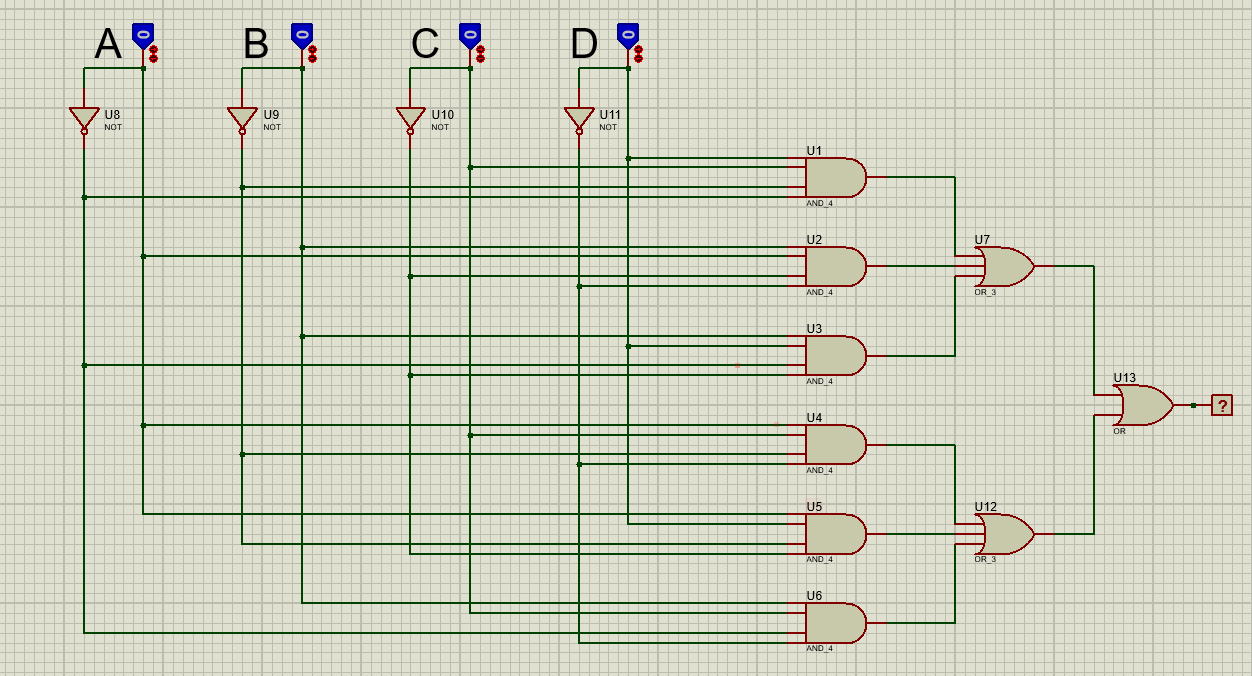 A 0 B 0 C 0 D 0
U8
NOT
U9
NOT
U10
NOT
U11
NOT
U1
AND_4
U2
AND_4
U7
OR_3
U3
AND_4
U13
OR
?
U4
AND_4
U5
AND_4
U12
OR_3
U6
AND_4